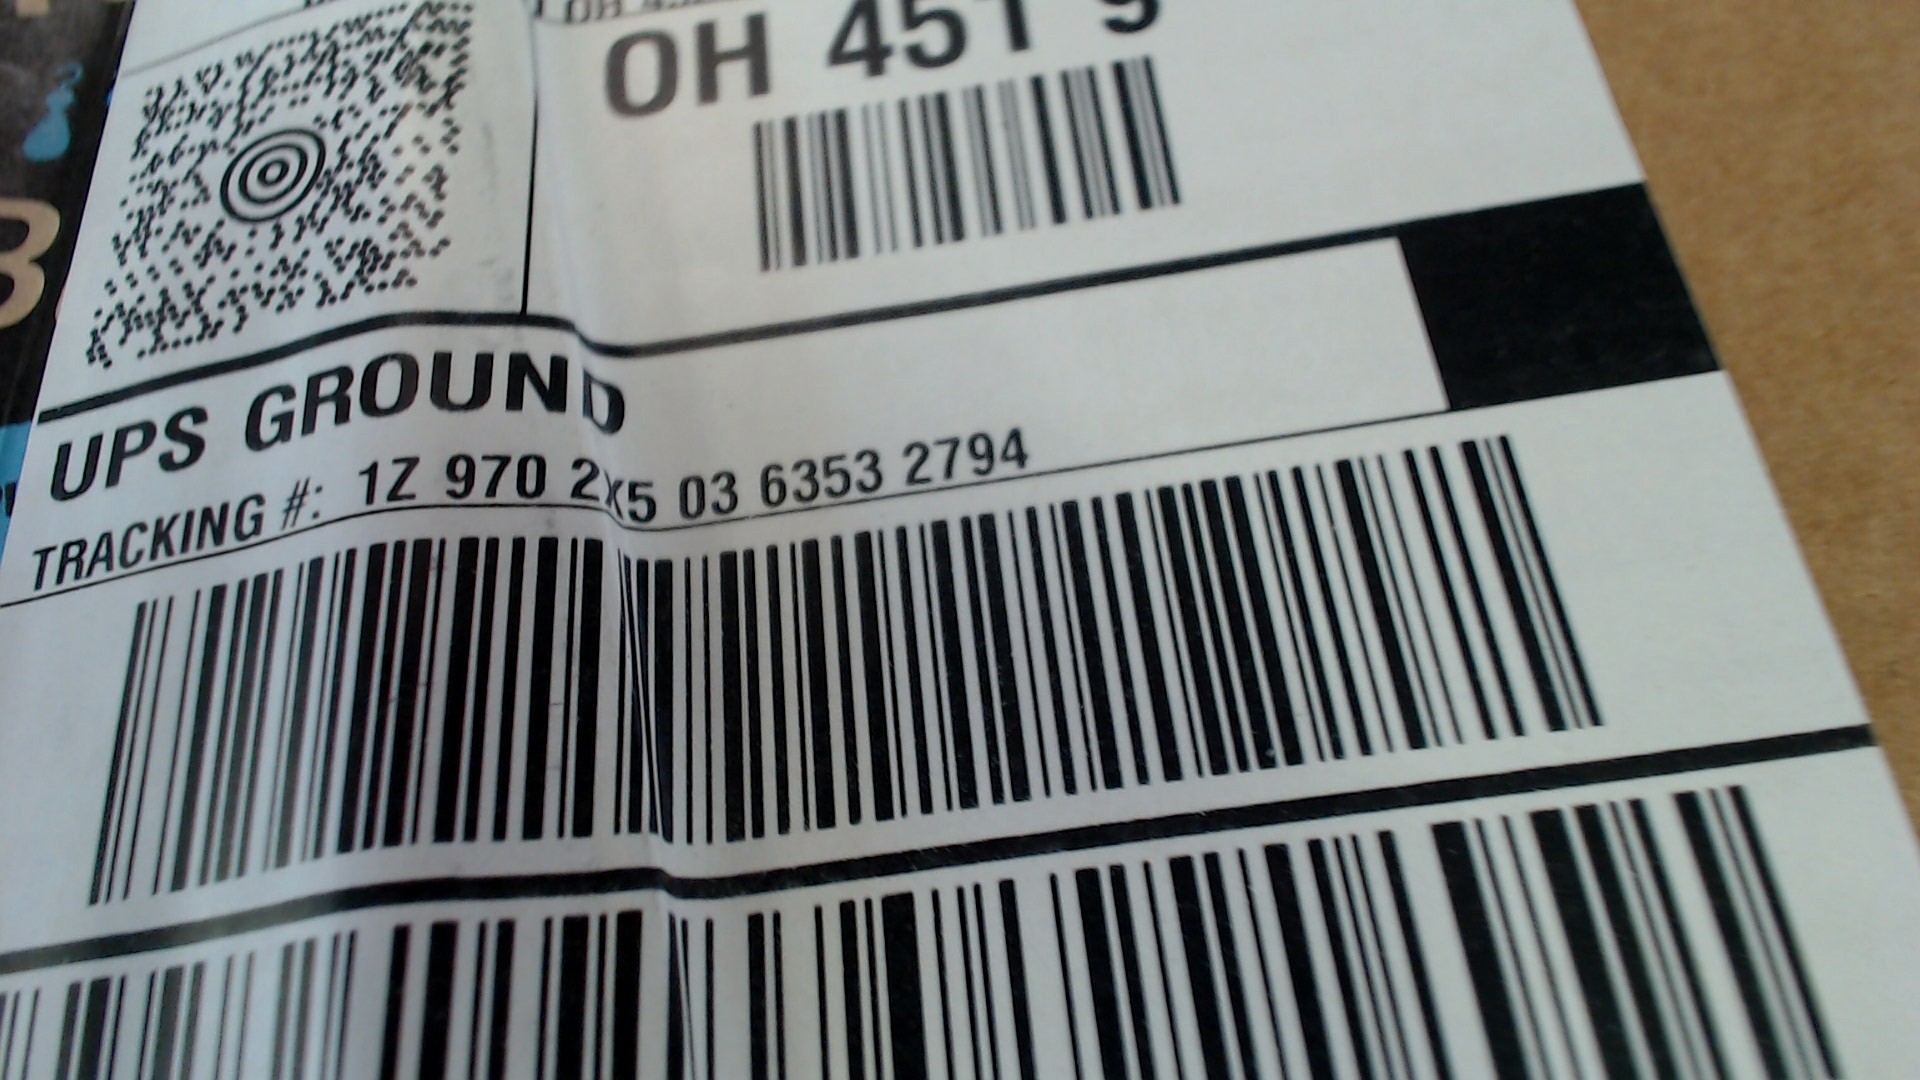 OH 451 9
UPS GROUND
TRACKING #: 1Z 970 2X5 03 6353 2794